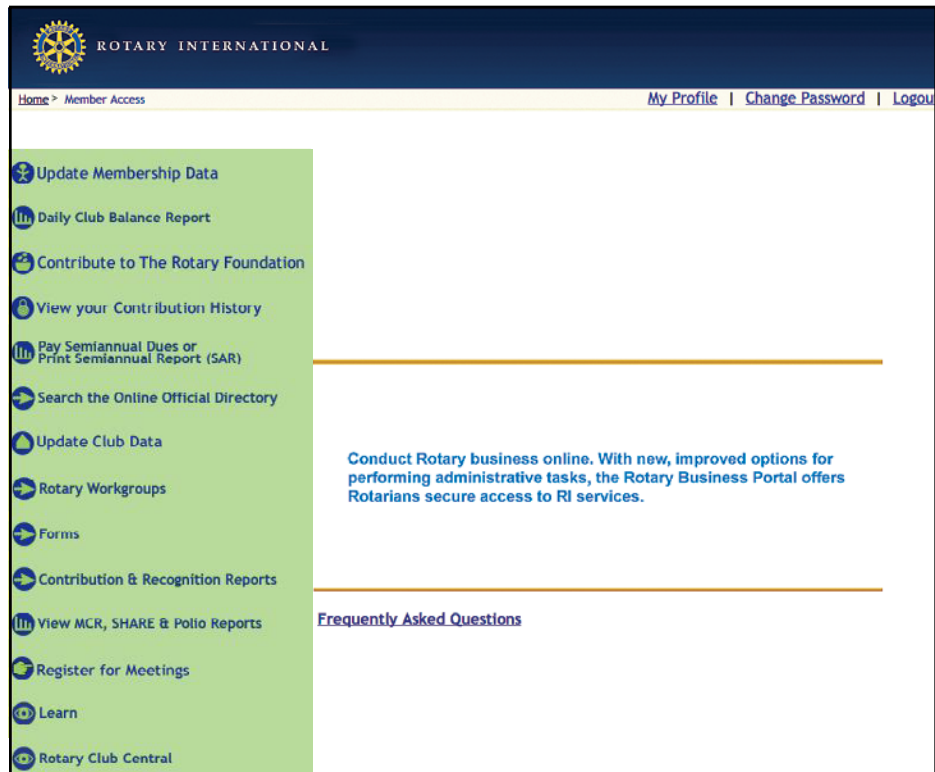 ROTARY INTERNATIONAL
Home > Member Access
My Profile | Change Password | Logou
Update Membership Data
Daily Club Balance Report
Contribute to The Rotary Foundation
View your Contribution History
Pay Semiannual Dues or
Print Semiannual Report (SAR)
Search the Online Official Directory
Update Club Data
Rotary Workgroups
Forms
Contribution & Recognition Reports
View MCR, SHARE & Polio Reports
Register for Meetings
Learn
Rotary Club Central
Conduct Rotary business online. With new, improved options for
performing administrative tasks, the Rotary Business Portal offers
Rotarians secure access to RI services.
Frequently Asked Questions